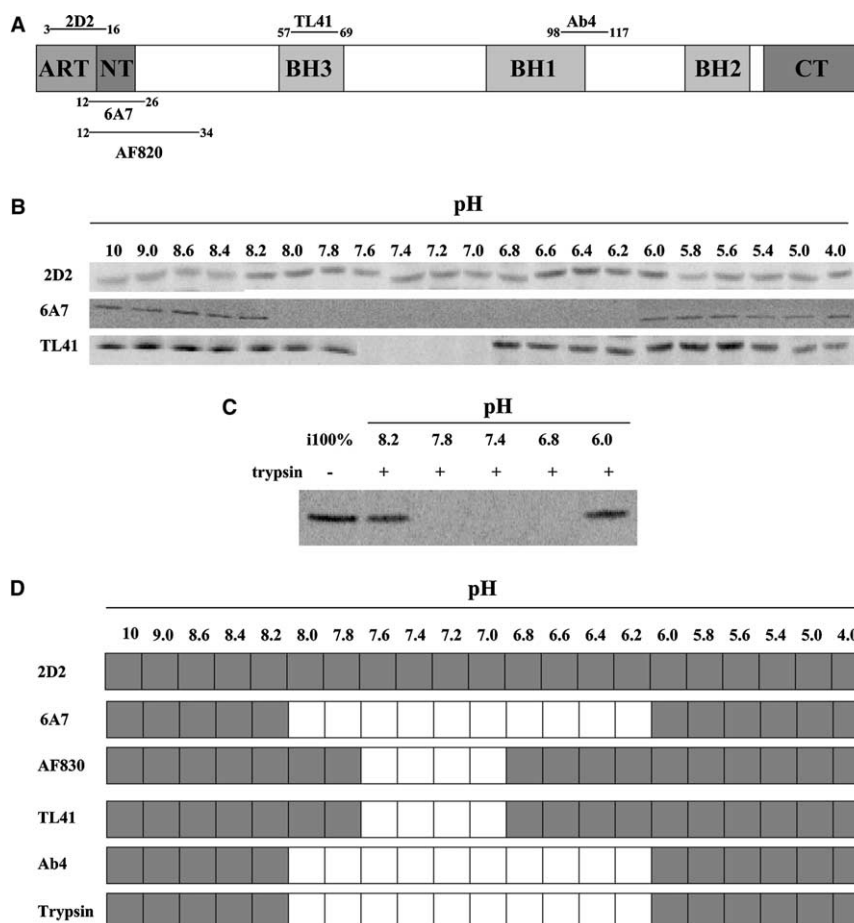 A
3 2D2 16
57 TL41 69
98 Ab4 117
ART NT BH3 BH1 BH2 CT
12 26
6A7
12 34
AF820
B
pH
10 9.0 8.6 8.4 8.2 8.0 7.8 7.6 7.4 7.2 7.0 6.8 6.6 6.4 6.2 6.0 5.8 5.6 5.4 5.0 4.0
2D2
6A7
TL41
C
pH
i100% 8.2 7.8 7.4 6.8 6.0
trypsin - + + + + +
D
pH
10 9.0 8.6 8.4 8.2 8.0 7.8 7.6 7.4 7.2 7.0 6.8 6.6 6.4 6.2 6.0 5.8 5.6 5.4 5.0 4.0
2D2
6A7
AF830
TL41
Ab4
Trypsin